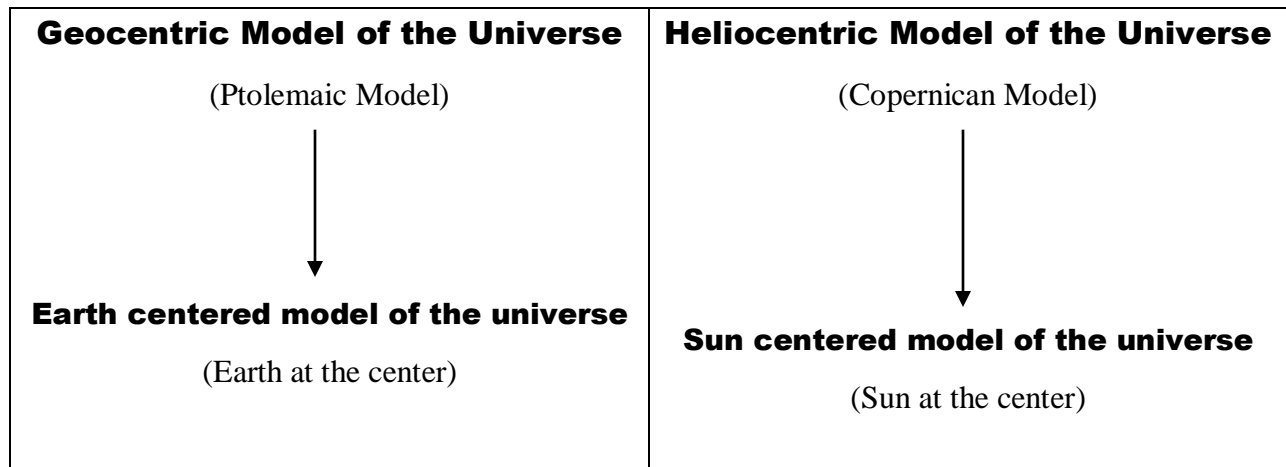 Geocentric Model of the Universe
(Ptolemaic Model)
Earth centered model of the universe
(Earth at the center)
Heliocentric Model of the Universe
(Copernican Model)
Sun centered model of the universe
(Sun at the center)